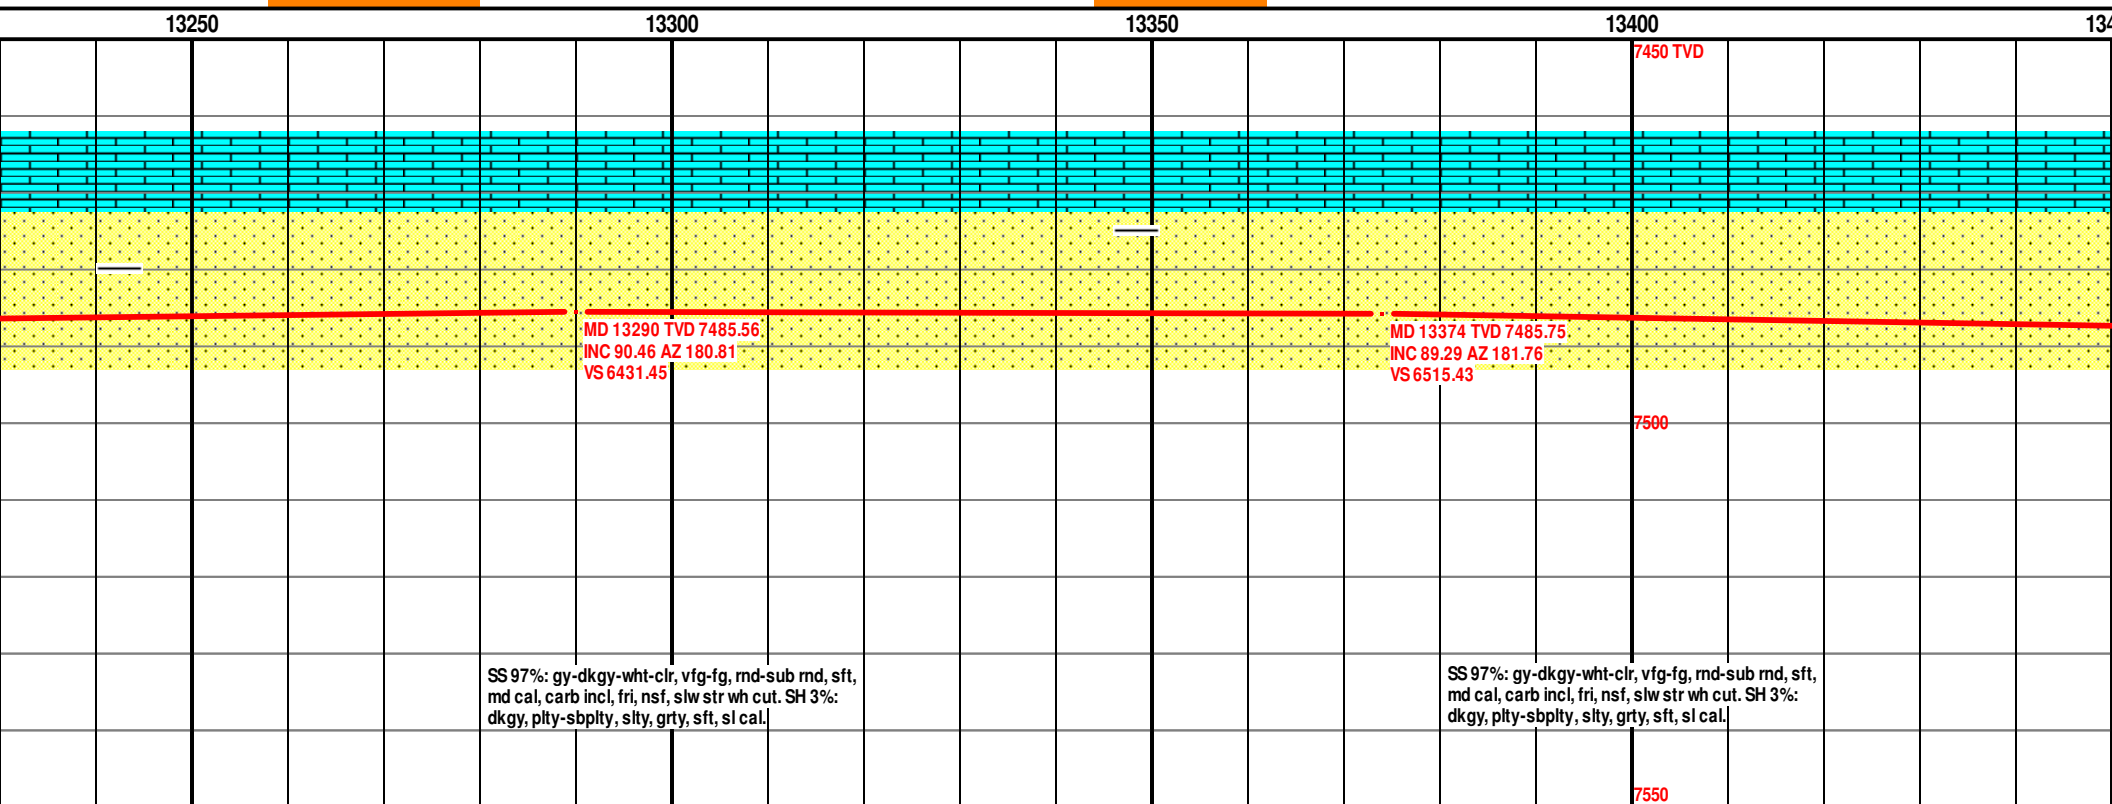 13250
13300
13350
13400
134
7450 TVD
MD 13290 TVD 7485.56
INC 90.46 AZ 180.81
VS 6431.45
MD 13374 TVD 7485.75
INC 89.29 AZ 181.76
VS 6515.43
7500
SS 97%: gy-dkgy-wht-clr, vfg-fg, rnd-sub rnd, sft,
md cal, carb incl, fri, nsf, slw str wh cut. SH 3%:
dkgy, plty-sbplty, slty, grty, sft, sl cal.
SS 97%: gy-dkgy-wht-clr, vfg-fg, rnd-sub rnd, sft,
md cal, carb incl, fri, nsf, slw str wh cut. SH 3%:
dkgy, plty-sbplty, slty, grty, sft, sl cal.
7550